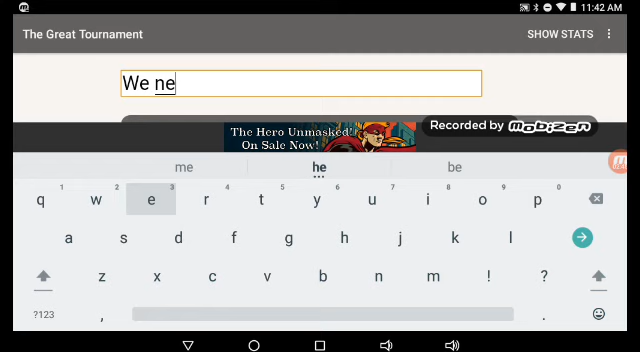 11:42 AM
The Great Tournament SHOW STATS
We ne
The Hero Unmasked!
On Sale Now!
Recorded by mobizen
me he be
1 2 3 4 5 6 7 8 9 0
q w e r t y u i o p
a s d f g h j k l
z x c v b n m ! ?
?123 , .